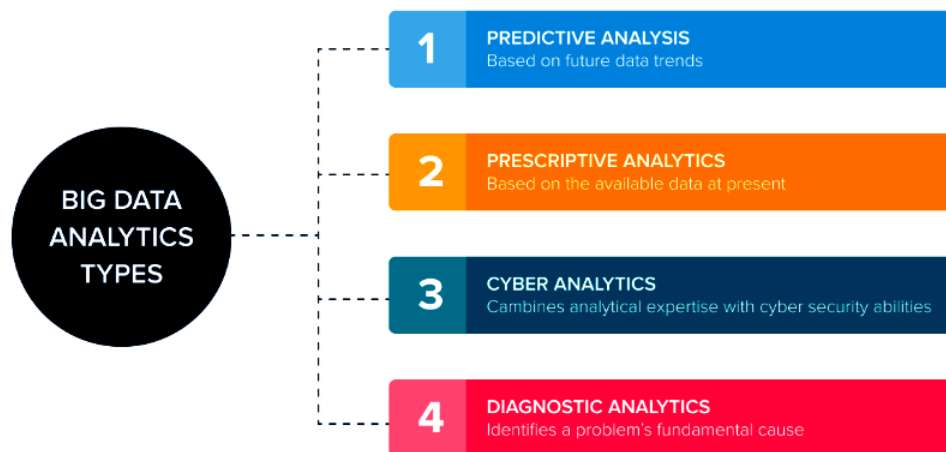 BIG DATA
ANALYTICS
TYPES
1
PREDICTIVE ANALYSIS
Based on future data trends
2
PRESCRIPTIVE ANALYTICS
Based on the available data at present
3
CYBER ANALYTICS
Cambines analytical expertise with cyber security abilities
4
DIAGNOSTIC ANALYTICS
Identifies a problem's fundamental cause